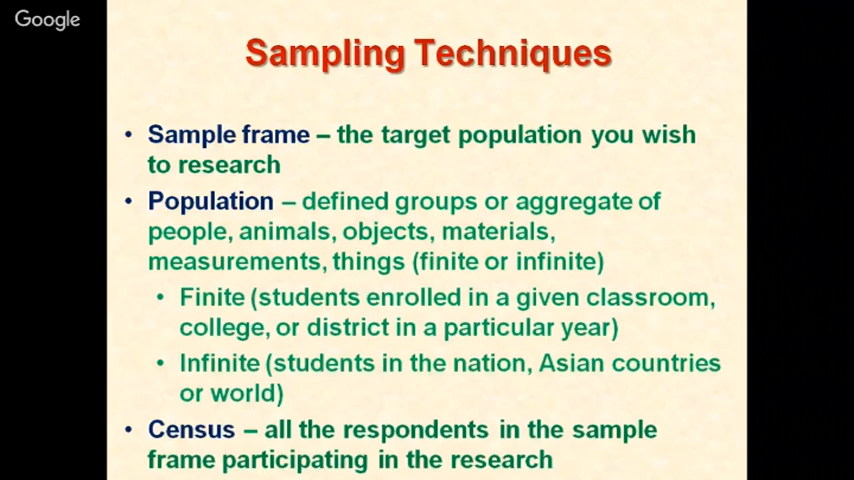 Google
Sampling Techniques
• Sample frame – the target population you wish
to research
• Population – defined groups or aggregate of
people, animals, objects, materials,
measurements, things (finite or infinite)
• Finite (students enrolled in a given classroom,
college, or district in a particular year)
• Infinite (students in the nation, Asian countries
or world)
• Census – all the respondents in the sample
frame participating in the research